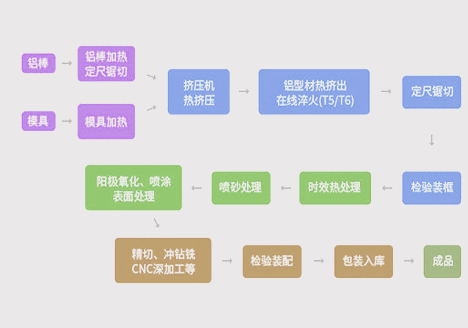 铝棒
铝棒加热
定尺锯切
模具
模具加热
挤压机
热挤压
铝型材热挤出
在线淬火(T5/T6)
定尺锯切
检验装框
时效热处理
喷砂处理
阳极氧化、喷涂
表面处理
精切、冲钻铣
CNC深加工等
检验装配
包装入库
成品